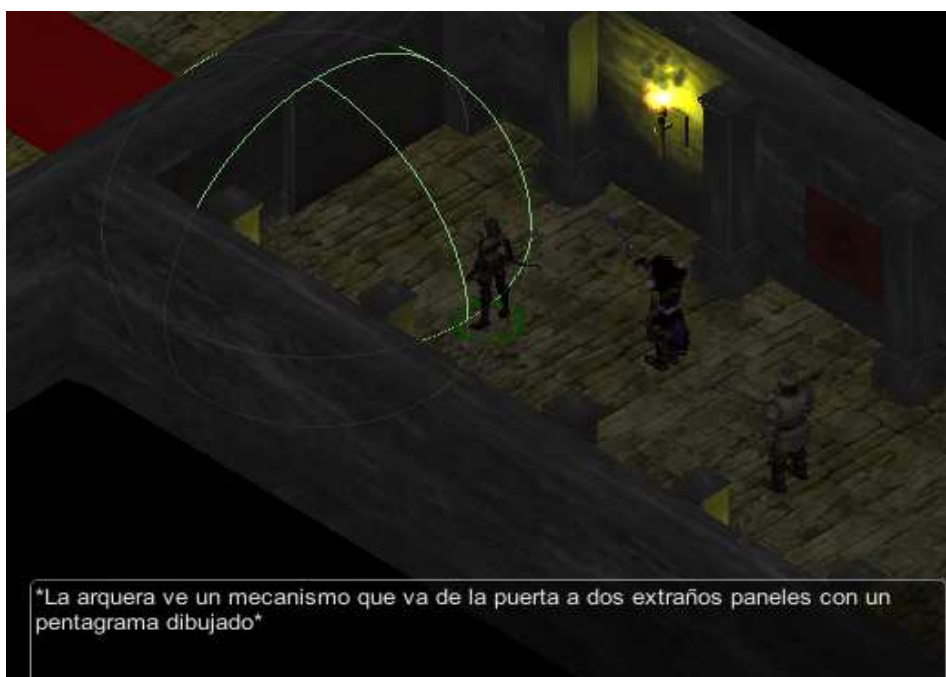 *La arquera ve un mecanismo que va de la puerta a dos extraños paneles con un
pentagrama dibujado*